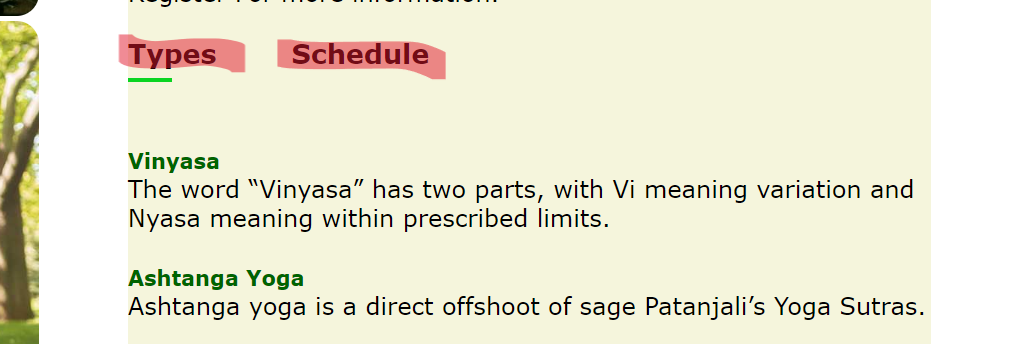 Register For more information.
Types Schedule
Vinyasa
The word “Vinyasa” has two parts, with Vi meaning variation and
Nyasa meaning within prescribed limits.
Ashtanga Yoga
Ashtanga yoga is a direct offshoot of sage Patanjali’s Yoga Sutras.